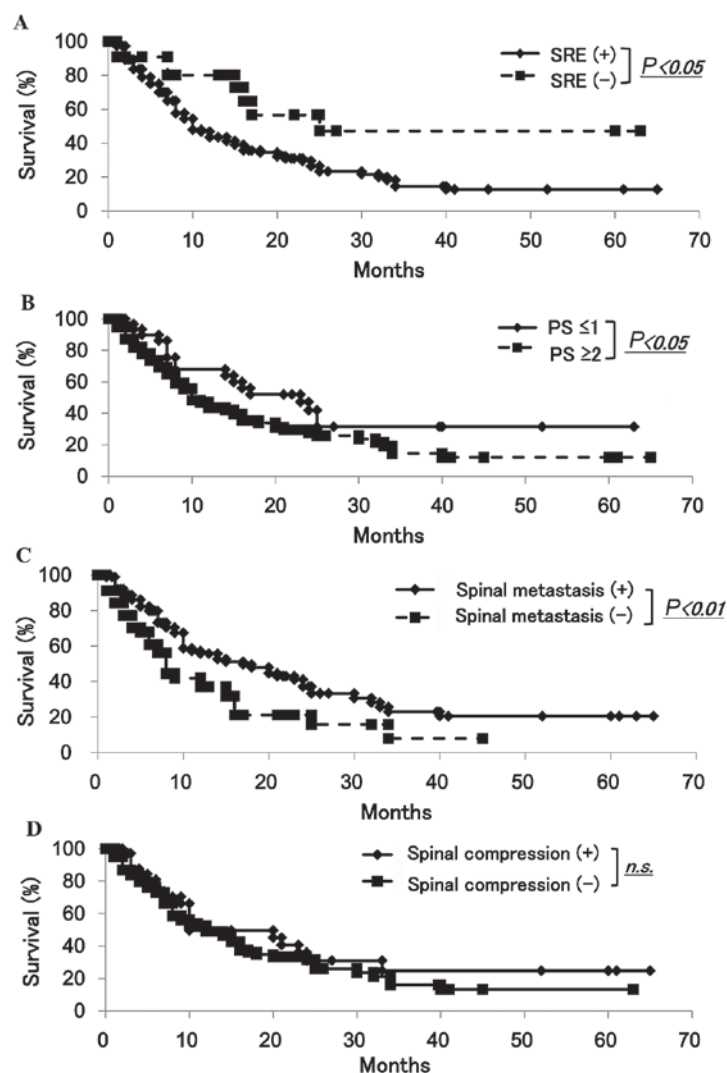 A
100
SRE (+)
SRE (−)
P<0.05
80
60
40
20
0
Survival (%)
0 10 20 30 40 50 60 70
Months
B
100
PS ≤1
PS ≥2
P<0.05
80
60
40
20
0
Survival (%)
0 10 20 30 40 50 60 70
Months
C
100
Spinal metastasis (+)
Spinal metastasis (−)
P<0.01
80
60
40
20
0
Survival (%)
0 10 20 30 40 50 60 70
Months
D
100
Spinal compression (+)
Spinal compression (−)
n.s.
80
60
40
20
0
Survival (%)
0 10 20 30 40 50 60 70
Months